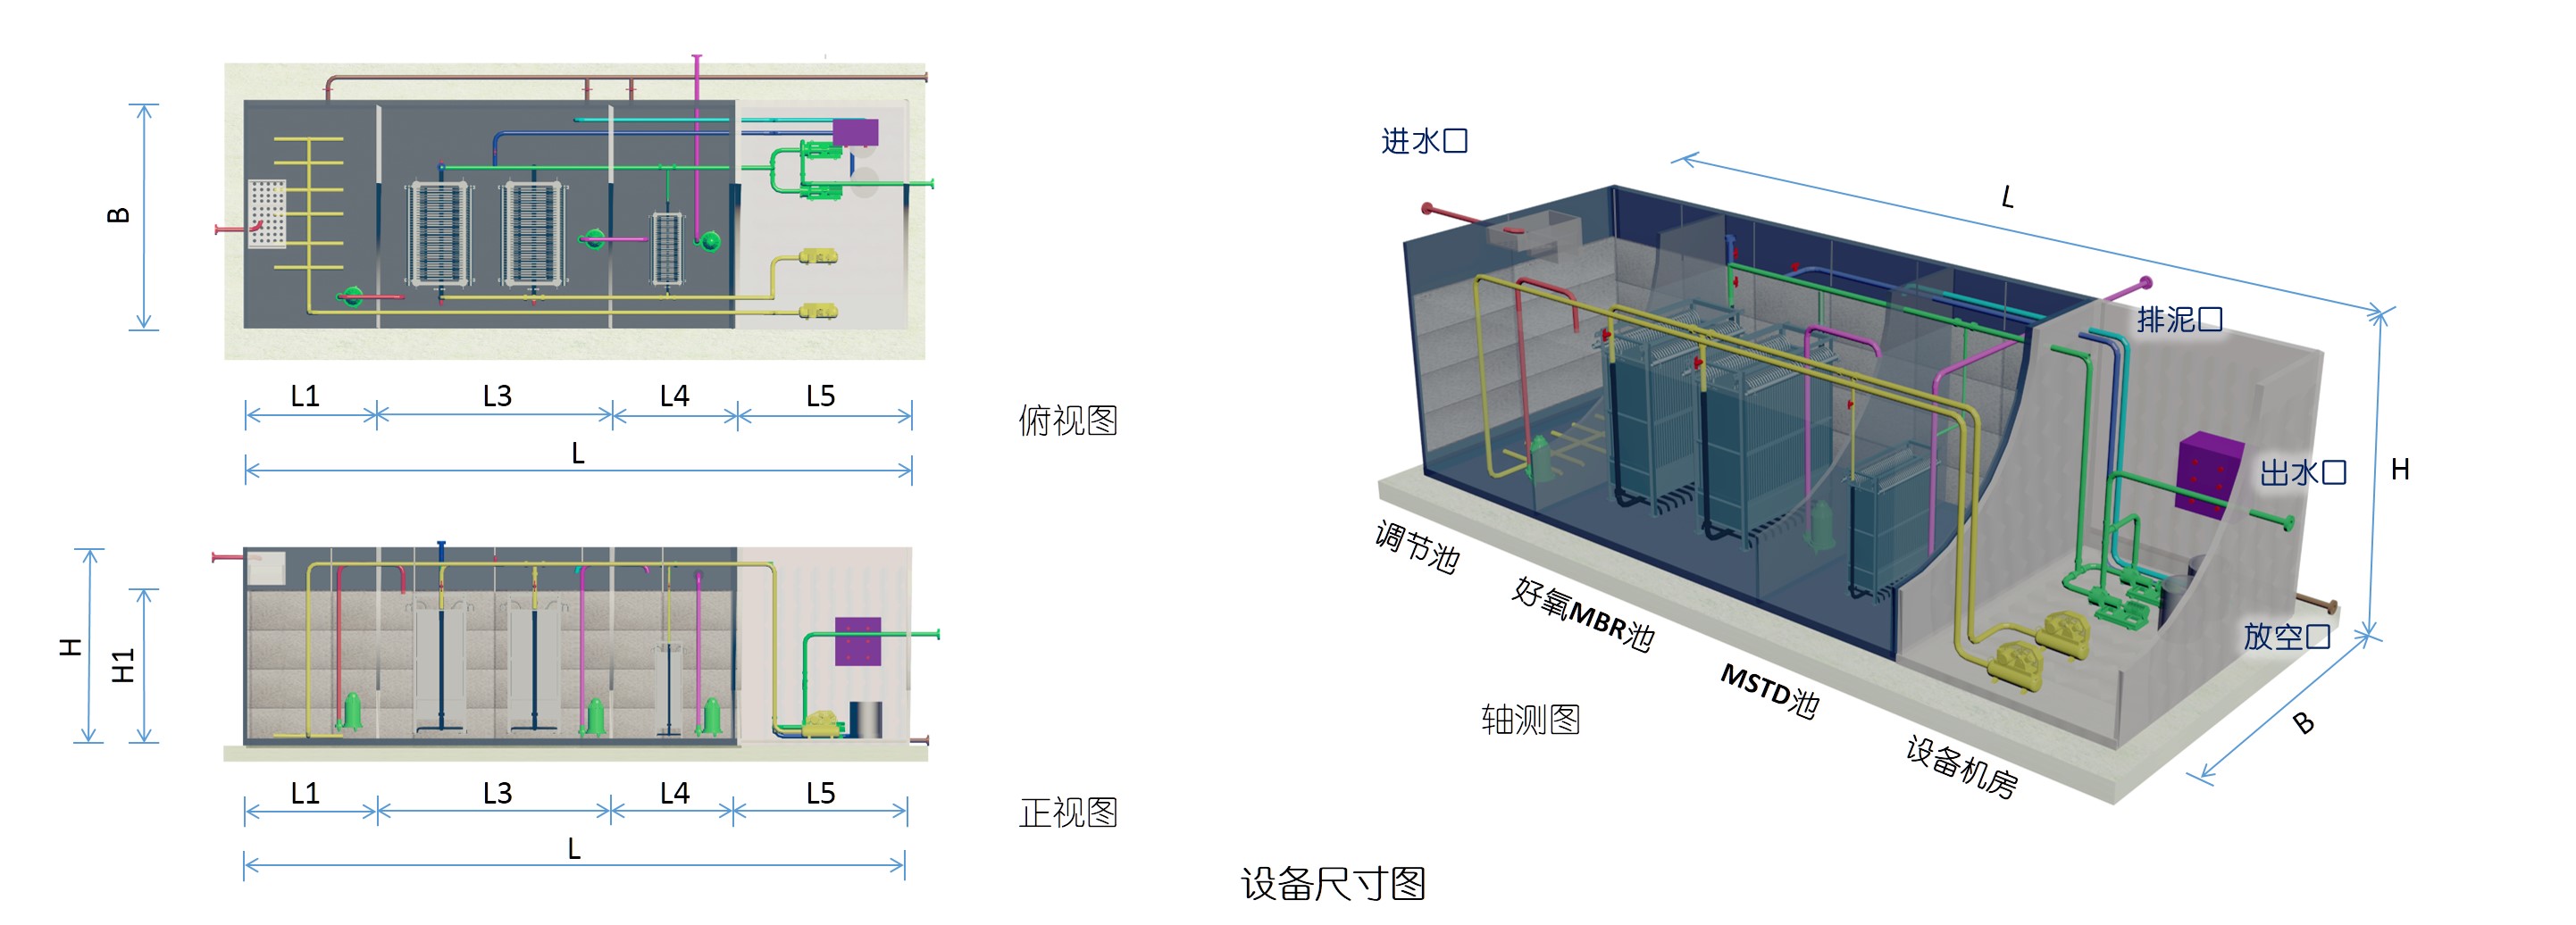 B
L1 L3 L4 L5
L
俯视图
H
H1
L1 L3 L4 L5
L
正视图
进水口
L
排泥口
出水口
H
放空口
B
调节池
好氧MBR池
MSTD池
设备机房
轴测图
设备尺寸图